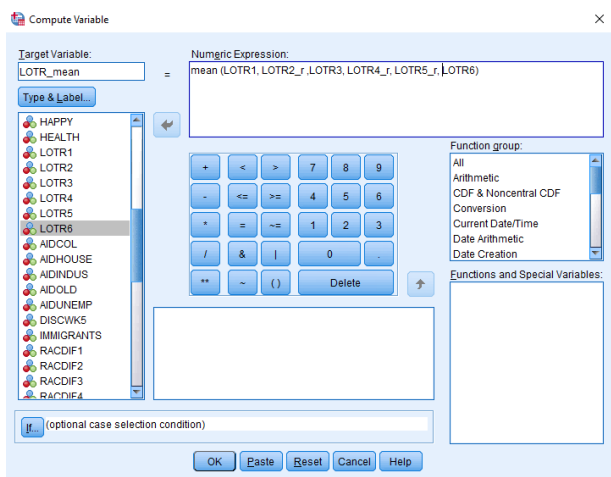 Compute Variable
Target Variable:
LOTR_mean
=
Numeric Expression:
mean (LOTR1, LOTR2_r ,LOTR3, LOTR4_r, LOTR5_r, LOTR6)
Type & Label...
HAPPY
HEALTH
LOTR1
LOTR2
LOTR3
LOTR4
LOTR5
LOTR6
AIDCOL
AIDHOUSE
AIDINDUS
AIDOLD
AIDUNEMP
DISCWK5
IMMIGRANTS
RACDIF1
RACDIF2
RACDIF3
RACDIF4
+ < > 7 8 9
- <= >= 4 5 6
* = ~= 1 2 3
/ & | 0 .
** ~ () Delete
Function group:
All
Arithmetic
CDF & Noncentral CDF
Conversion
Current Date/Time
Date Arithmetic
Date Creation
Functions and Special Variables:
If... (optional case selection condition)
OK Paste Reset Cancel Help